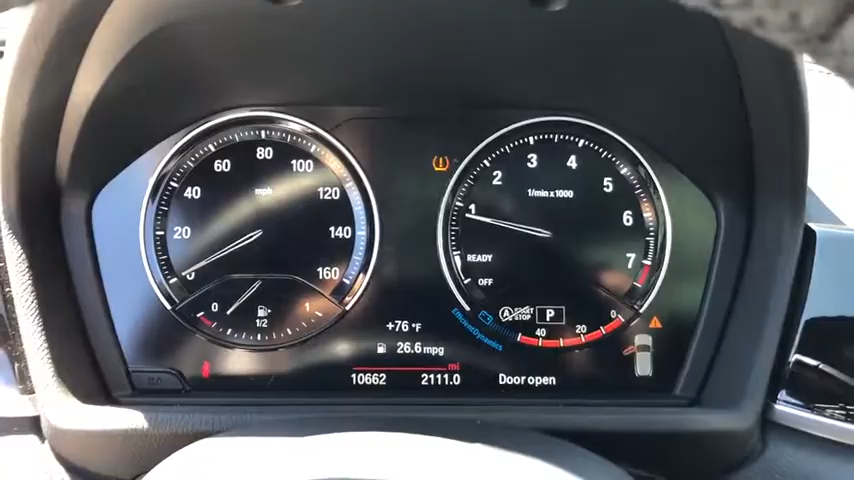 0 20 40 60 80 100 120 140 160
mph
0 1/2 1
1 2 3 4 5 6 7
1/min x 1000
READY
OFF
A START
STOP
P
40 20 0
EfficientDynamics
+76 °F
26.6 mpg
mi
10662 2111.0
Door open